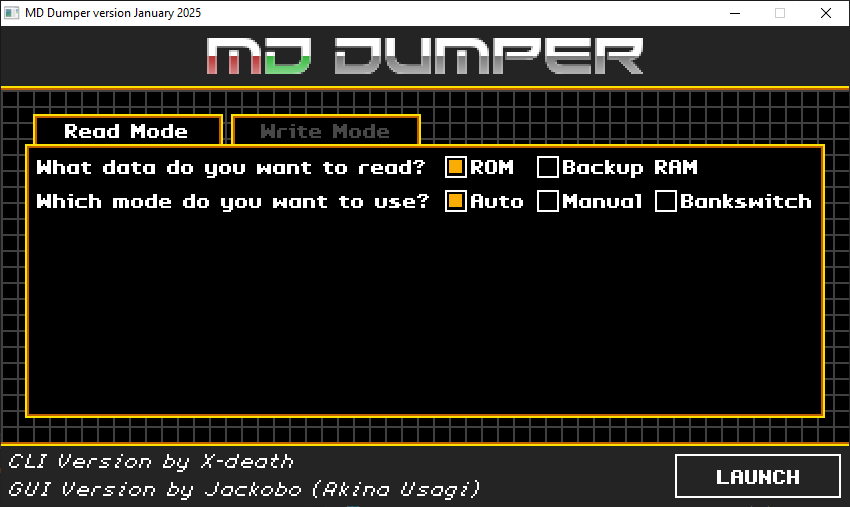 MD Dumper version January 2025
MD DUMPER
Read Mode Write Mode
What data do you want to read? ROM Backup RAM
Which mode do you want to use? Auto Manual Bankswitch
CLI Version by X-death
GUI Version by Jackobo (Akina Usagi)
LAUNCH